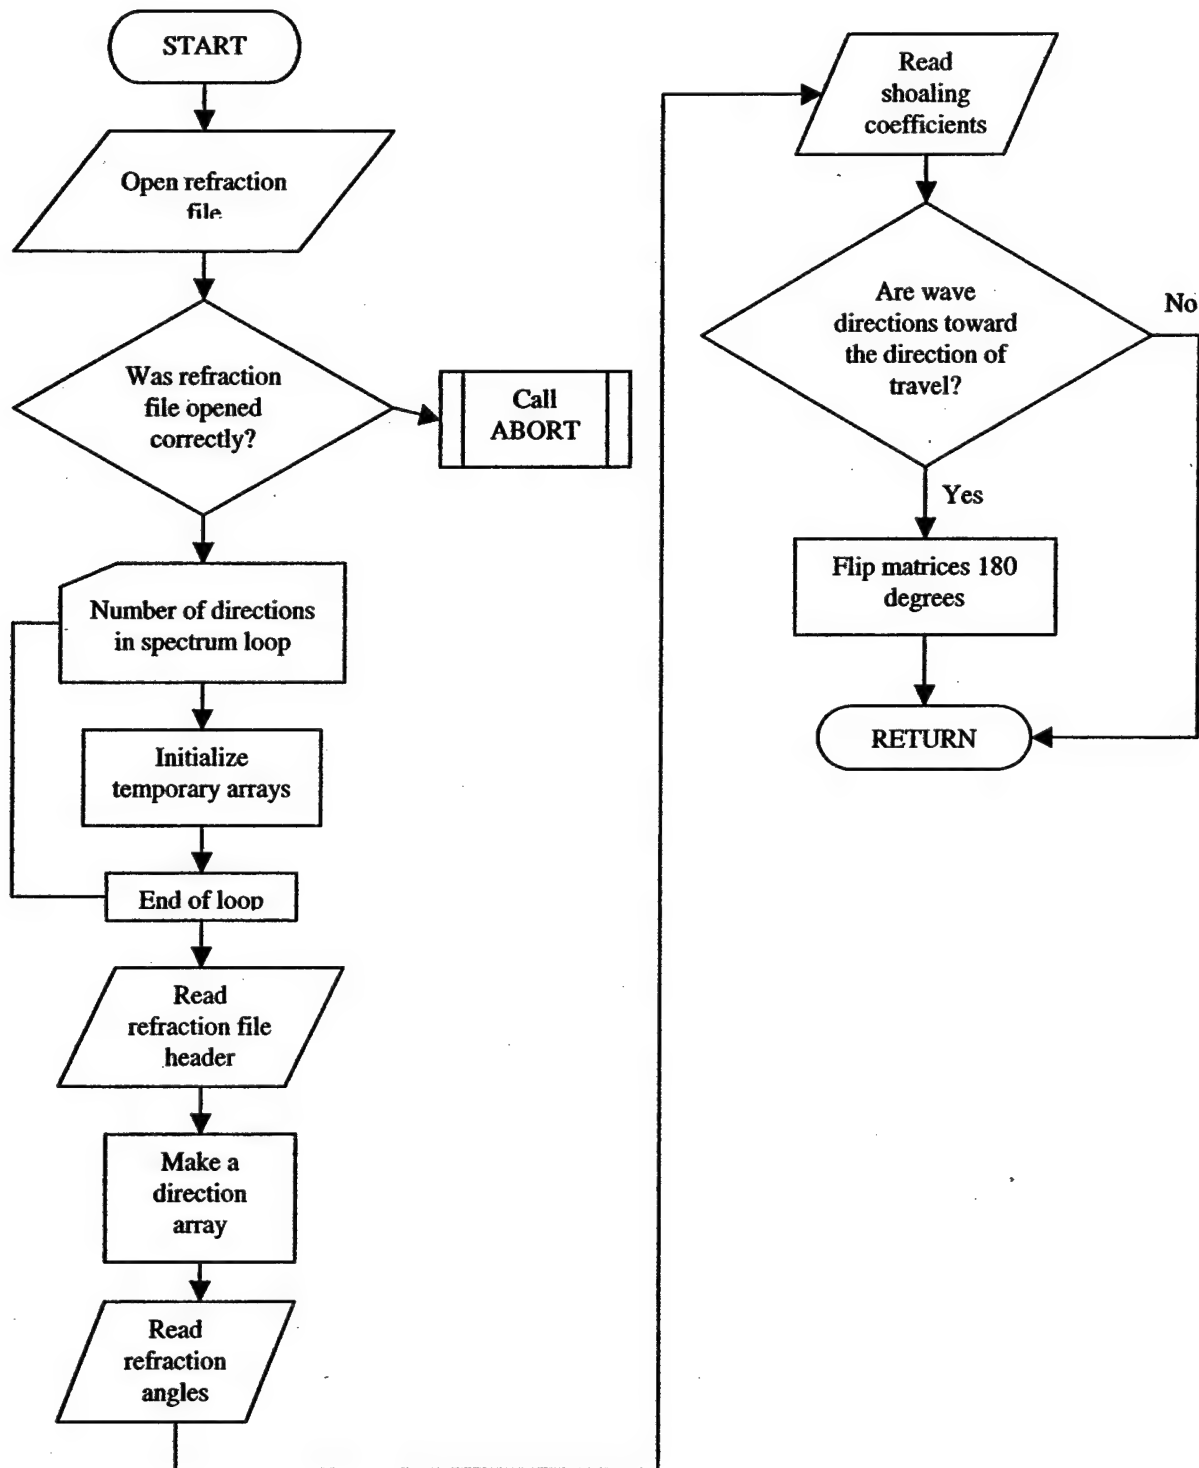 START
Open refraction
file
Was refraction
file opened
correctly?
Call
ABORT
Number of directions
in spectrum loop
Initialize
temporary arrays
End of loop
Read
refraction file
header
Make a
direction
array
Read
refraction
angles
Read
shoaling
coefficients
Are wave
directions toward
the direction of
travel?
No
Yes
Flip matrices 180
degrees
RETURN